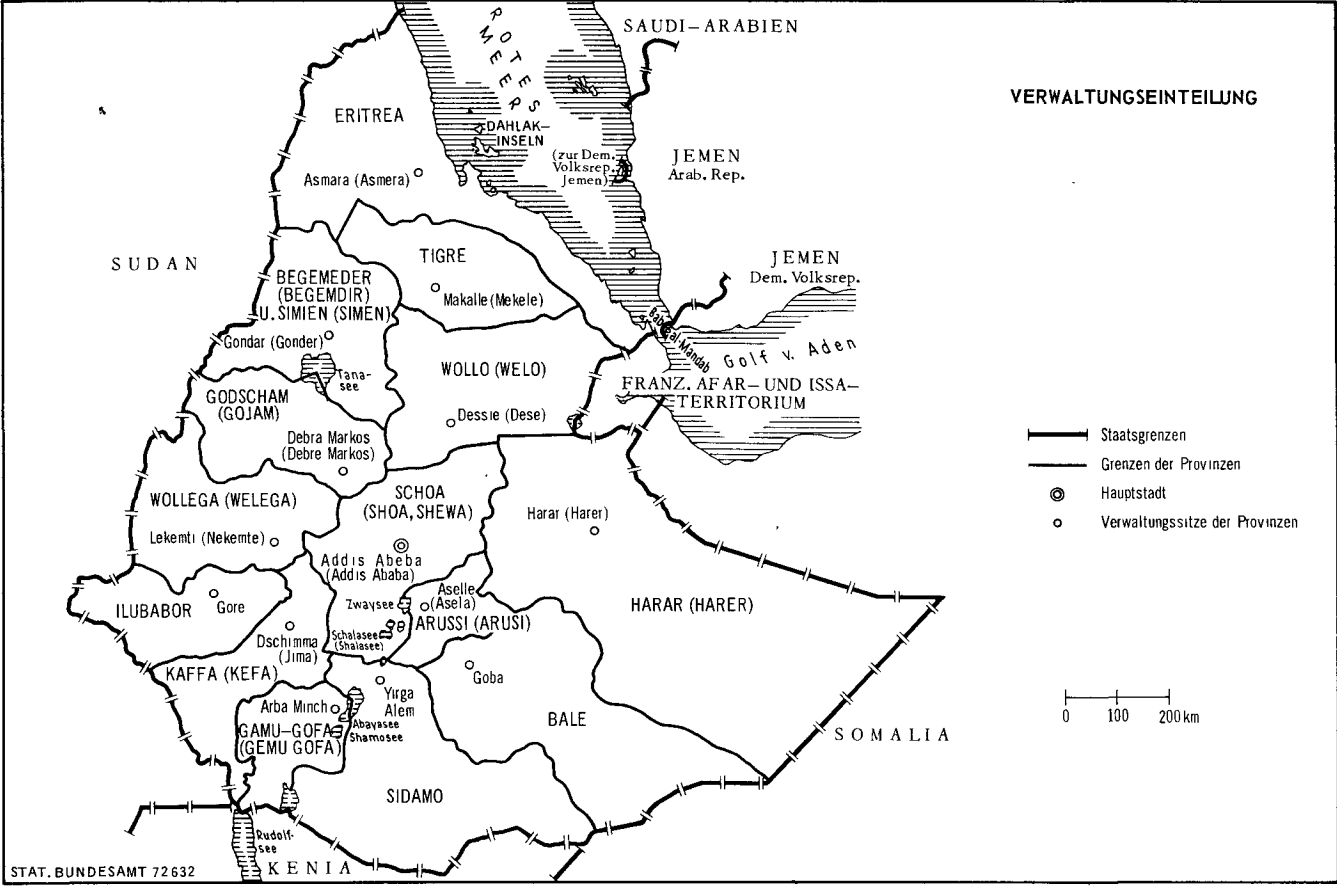 VERWALTUNGSEINTEILUNG
SAUDI-ARABIEN
ROTES
MEER
ERITREA
DAHLAK-
INSELN
Asmara (Asmera)
(zur Dem.
Volksrep.
Jemen)
JEMEN
Arab. Rep.
SUDAN
TIGRE
Makalle (Mekele)
JEMEN
Dem. Volksrep.
BEGEMEDER
(BEGEMDIR)
U. SIMIEN (SIMEN)
Gondar (Gonder)
Tana-
see
Bab-al-Mandab
Golf v. Aden
WOLLO (WELO)
FRANZ. AFAR- UND ISSA-
TERRITORIUM
GODSCHAM
(GOJAM)
Dessie (Dese)
Debra Markos
(Debre Markos)
WOLLEGA (WELEGA)
Lekemti (Nekemte)
SCHOA
(SHOA, SHEWA)
Addis Abeba
(Addis Ababa)
Harar (Harer)
HARAR (HARER)
ILUBABOR
Gore
Zwaysee
Aselle
(Asela)
ARUSSI (ARUSI)
Schalasee
(Shalasee)
Dschimma
(Jima)
KAFFA (KEFA)
Goba
Yirga
Alem
Arba Minch
Abayasee
Shamosee
GAMU-GOFA
(GEMU GOFA)
BALE
SOMALIA
SIDAMO
Rudolf-
see
KENIA
Staatsgrenzen
Grenzen der Provinzen
Hauptstadt
Verwaltungssitze der Provinzen
0 100 200 km
STAT. BUNDESAMT 72 632